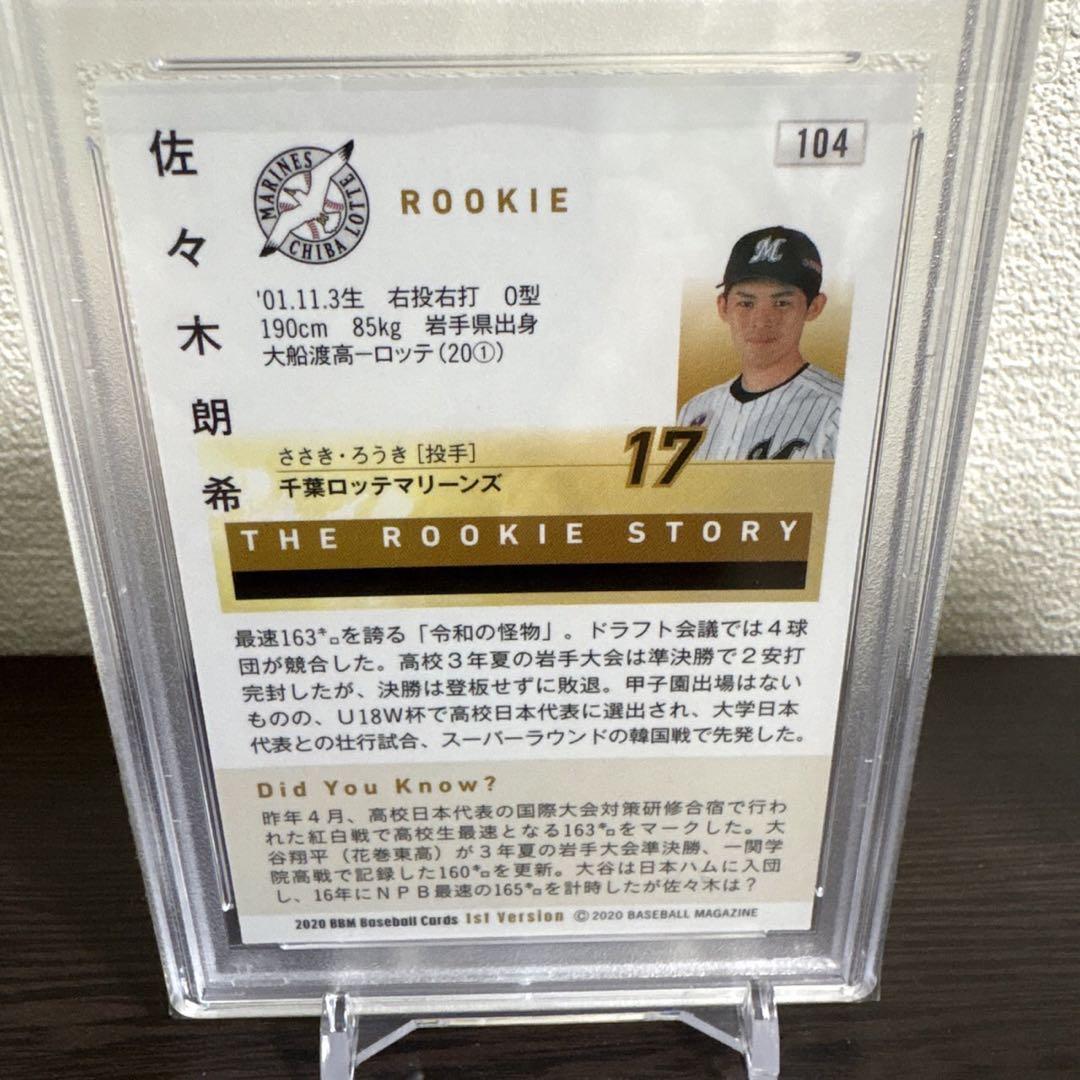 佐々木朗希
MARINES
CHIBA LOTTE
ROOKIE
104
'01.11.3生 右投右打 O型
190cm 85kg 岩手県出身
大船渡高ーロッテ(20①)
M
17
ささき・ろうき [投手]
千葉ロッテマリーンズ
THE ROOKIE STORY
最速163㌔を誇る「令和の怪物」。ドラフト会議では4球
団が競合した。高校3年夏の岩手大会は準決勝で2安打
完封したが、決勝は登板せずに敗退。甲子園出場はない
ものの、U18W杯で高校日本代表に選出され、大学日本
代表との壮行試合、スーパーラウンドの韓国戦で先発した。
Did You Know?
昨年4月、高校日本代表の国際大会対策研修合宿で行わ
れた紅白戦で高校生最速となる163㌔をマークした。大
谷翔平(花巻東高)が3年夏の岩手大会準決勝、一関学
院高戦で記録した160㌔を更新。大谷は日本ハムに入団
し、16年にNPB最速の165㌔を計時したが佐々木は?
2020 BBM Baseball Cards 1st Version ©2020 BASEBALL MAGAZINE